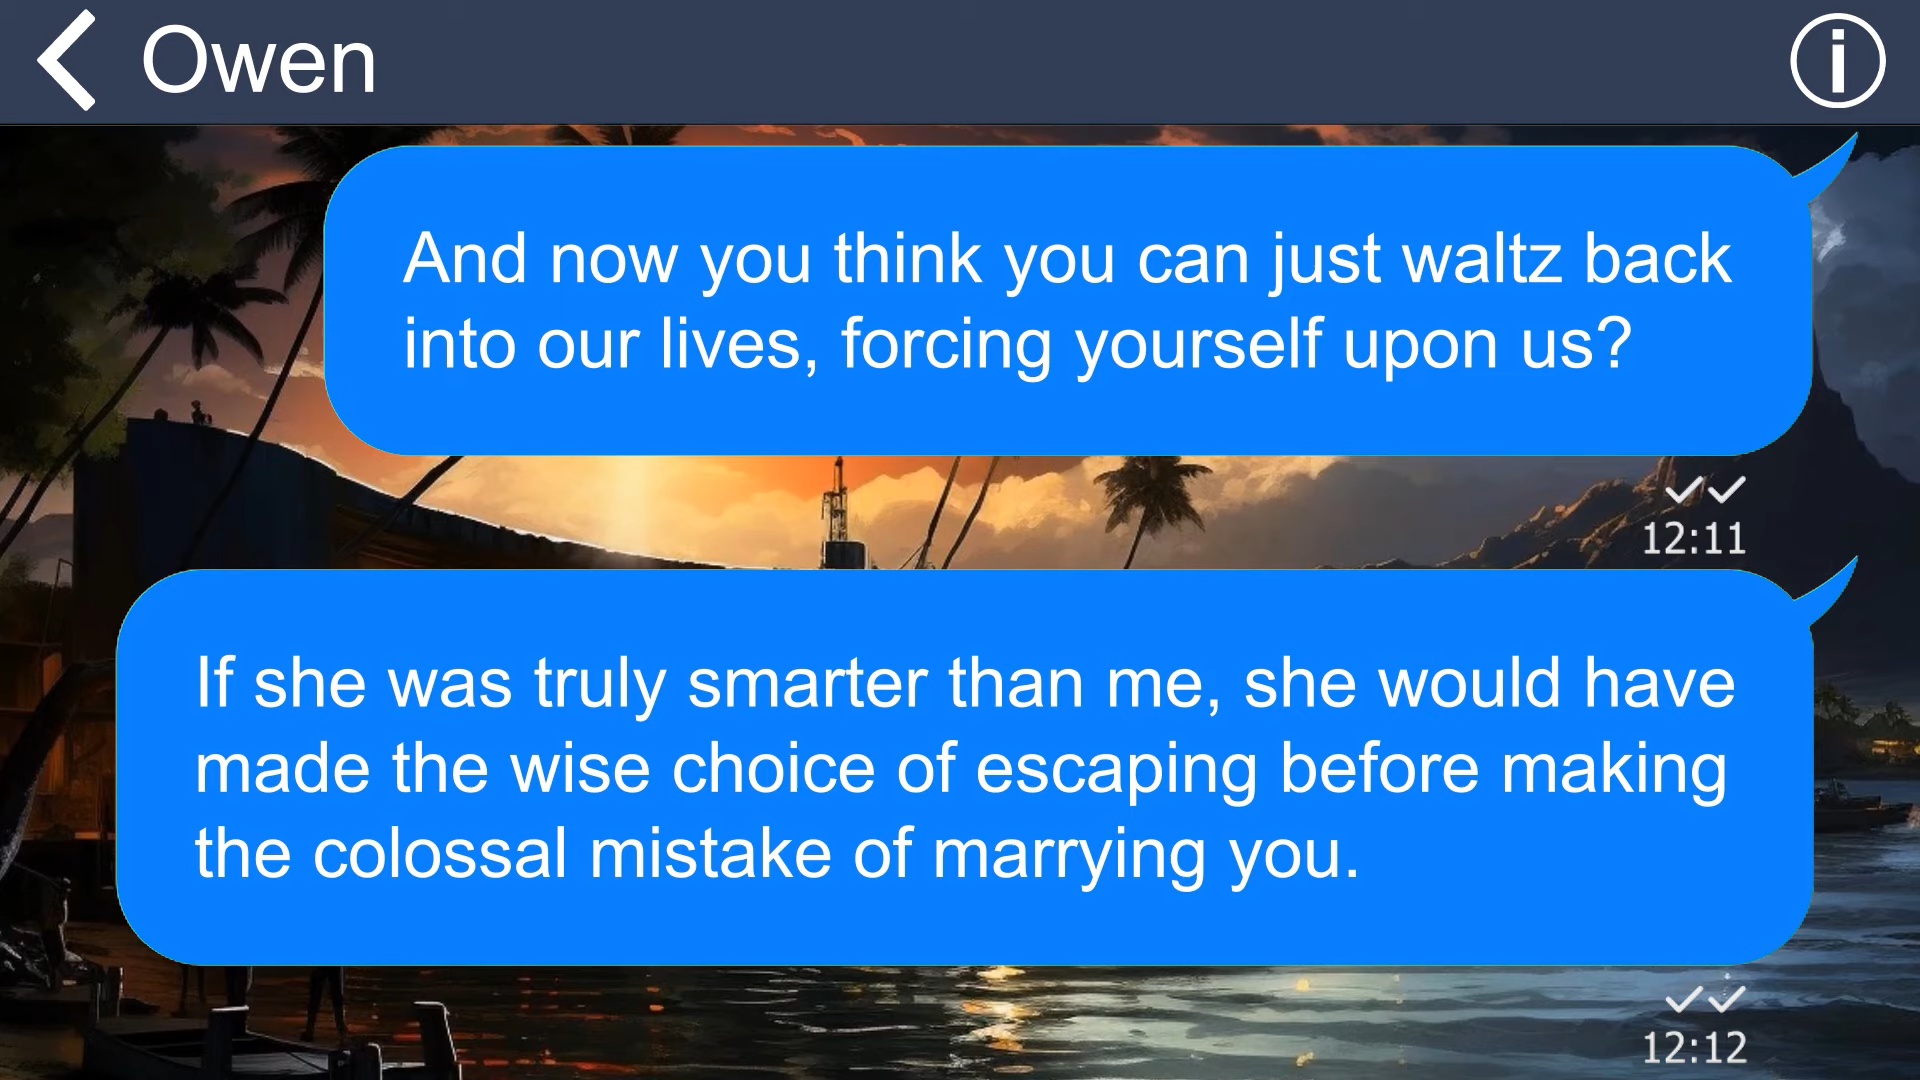 Owen
And now you think you can just waltz back
into our lives, forcing yourself upon us?
12:11
If she was truly smarter than me, she would have
made the wise choice of escaping before making
the colossal mistake of marrying you.
12:12